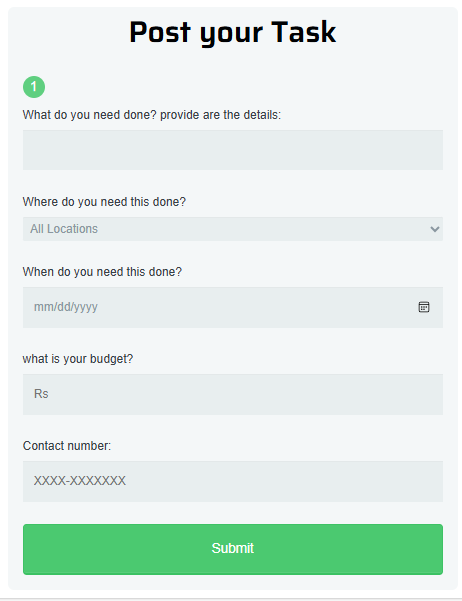 Post your Task
1
What do you need done? provide are the details:
Where do you need this done?
All Locations
When do you need this done?
mm/dd/yyyy
what is your budget?
Rs
Contact number:
XXXX-XXXXXXX
Submit